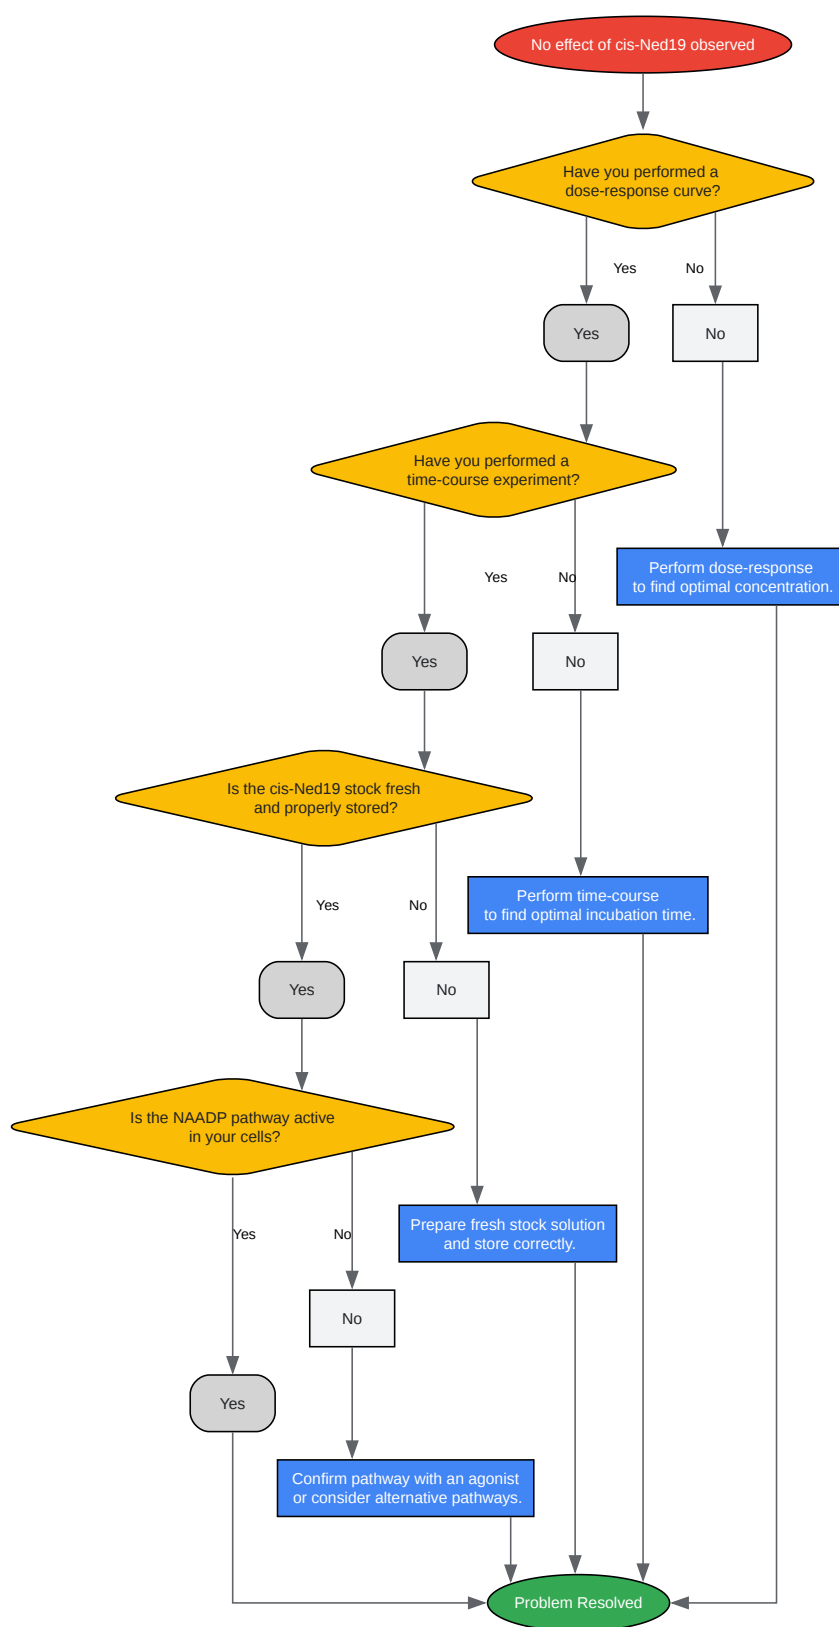 No effect of cis-Ned19 observed
Have you performed a
dose-response curve?
Yes
No
Yes
No
Have you performed a
time-course experiment?
Perform dose-response
to find optimal concentration.
Yes
No
Yes
No
Is the cis-Ned19 stock fresh
and properly stored?
Perform time-course
to find optimal incubation time.
Yes
No
Yes
No
Is the NAADP pathway active
in your cells?
Prepare fresh stock solution
and store correctly.
Yes
No
No
Yes
Confirm pathway with an agonist
or consider alternative pathways.
Problem Resolved